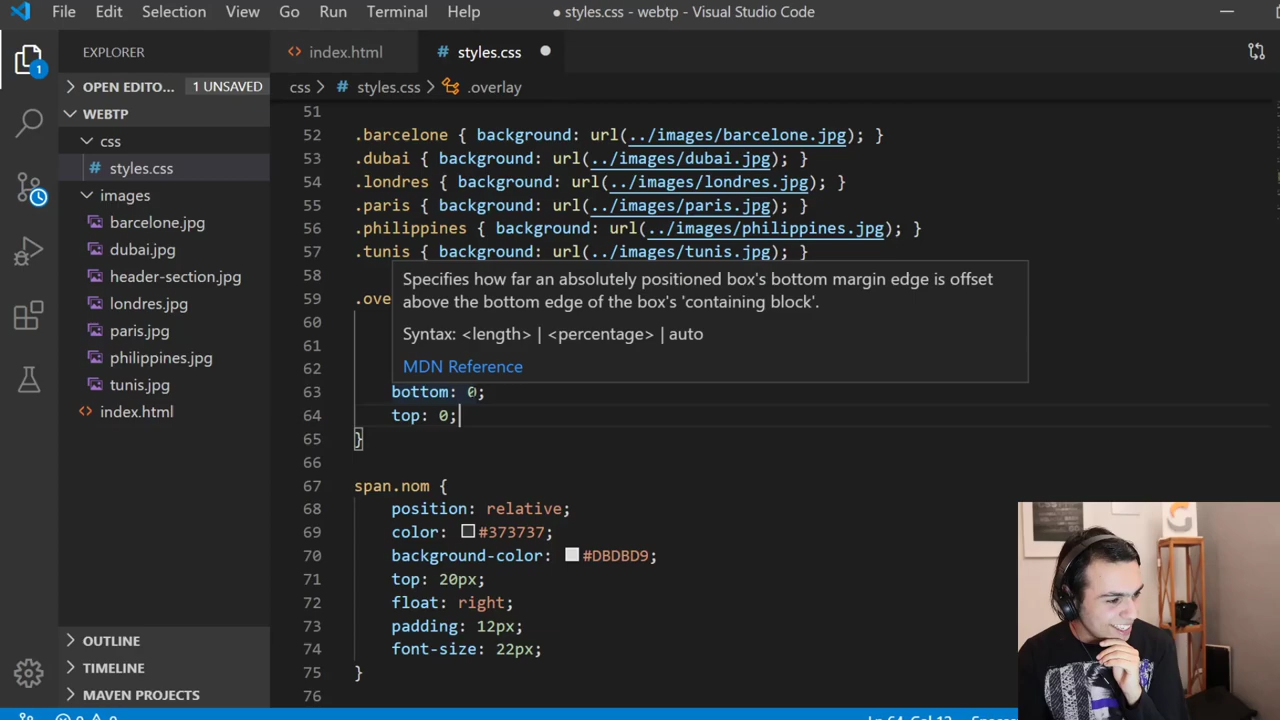 File Edit Selection View Go Run Terminal Help ● styles.css - webtp - Visual Studio Code
EXPLORER
<> index.html # styles.css ●
OPEN EDITO... 1 UNSAVED
css > # styles.css > .overlay
WEBTP
css
# styles.css
images
barcelone.jpg
dubai.jpg
header-section.jpg
londres.jpg
paris.jpg
philippines.jpg
tunis.jpg
<> index.html
OUTLINE
TIMELINE
MAVEN PROJECTS
1
51
52 .barcelone { background: url(../images/barcelone.jpg); }
53 .dubai { background: url(../images/dubai.jpg); }
54 .londres { background: url(../images/londres.jpg); }
55 .paris { background: url(../images/paris.jpg); }
56 .philippines { background: url(../images/philippines.jpg); }
57 .tunis { background: url(../images/tunis.jpg); }
58
Specifies how far an absolutely positioned box's bottom margin edge is offset
59 .ove
above the bottom edge of the box's 'containing block'.
60
Syntax: <length> | <percentage> | auto
61
MDN Reference
62
63 bottom: 0;
64 top: 0;
65 }
66
67 span.nom {
68 position: relative;
69 color: #373737;
70 background-color: #DBDBD9;
71 top: 20px;
72 float: right;
73 padding: 12px;
74 font-size: 22px;
75 }
76